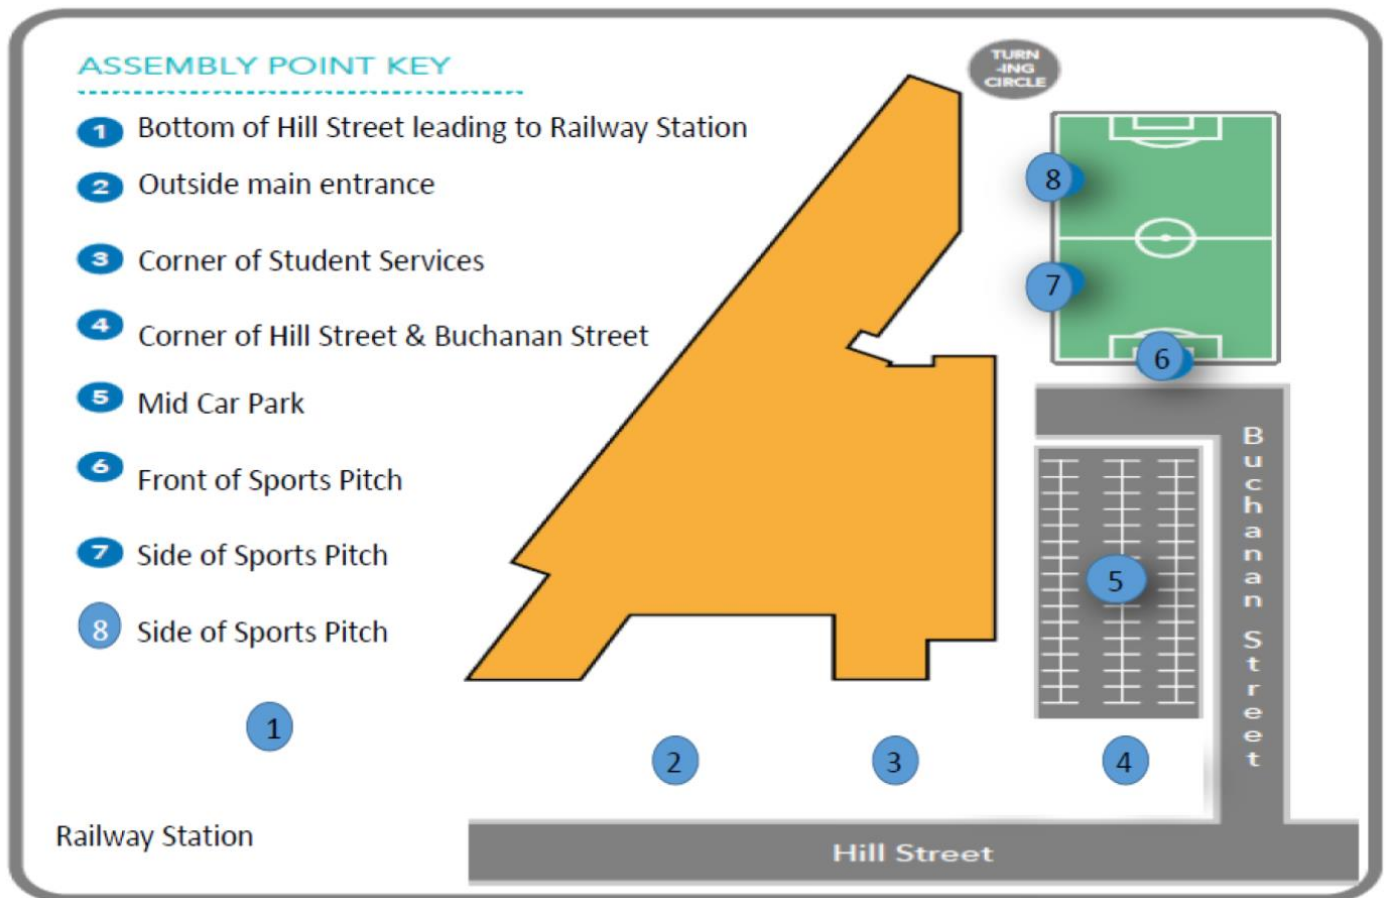 ASSEMBLY POINT KEY
1 Bottom of Hill Street leading to Railway Station
2 Outside main entrance
3 Corner of Student Services
4 Corner of Hill Street & Buchanan Street
5 Mid Car Park
6 Front of Sports Pitch
7 Side of Sports Pitch
8 Side of Sports Pitch
TURN
-ING
CIRCLE
8
7
6
5
Buchanan Street
1
2
3
4
Railway Station
Hill Street